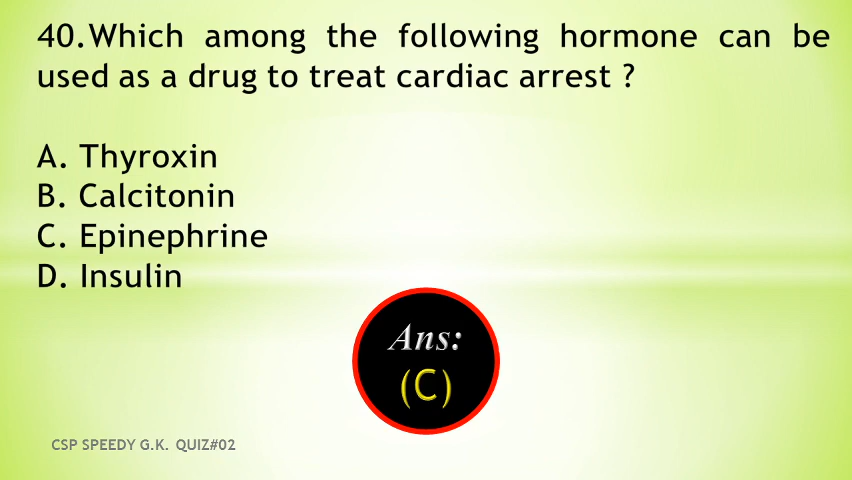 40.Which among the following hormone can be
used as a drug to treat cardiac arrest ?
A. Thyroxin
B. Calcitonin
C. Epinephrine
D. Insulin
Ans:
(C)
CSP SPEEDY G.K. QUIZ#02